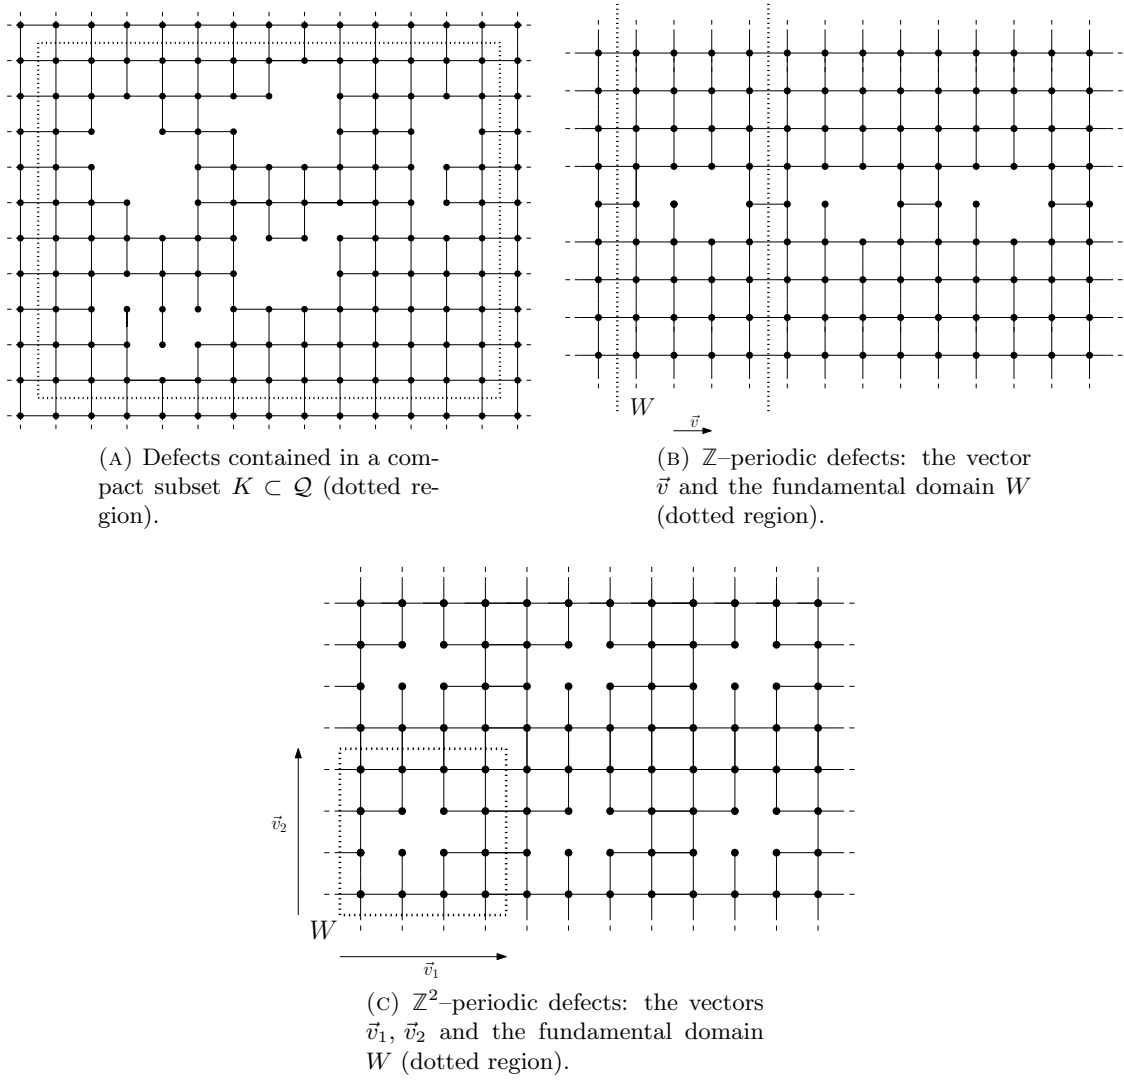 W
v⃗
(A) Defects contained in a com-
pact subset K ⊂ 𝒬 (dotted re-
gion).
(B) ℤ–periodic defects: the vector
v⃗ and the fundamental domain W
(dotted region).
v⃗₂
W
v⃗₁
(C) ℤ²–periodic defects: the vectors
v⃗₁, v⃗₂ and the fundamental domain
W (dotted region).